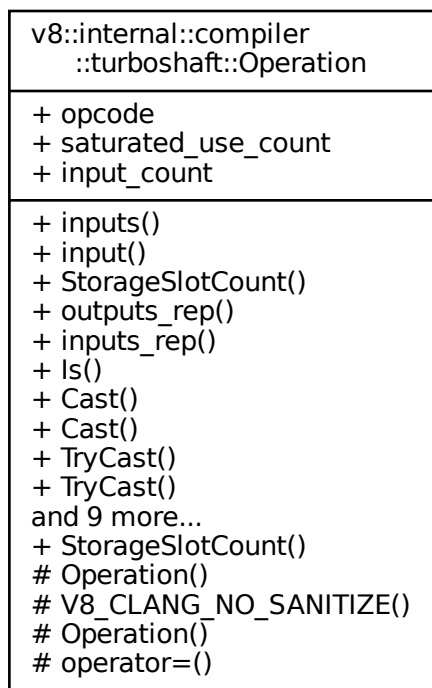 v8::internal::compiler
::turboshaft::Operation
+ opcode
+ saturated_use_count
+ input_count
+ inputs()
+ input()
+ StorageSlotCount()
+ outputs_rep()
+ inputs_rep()
+ Is()
+ Cast()
+ Cast()
+ TryCast()
+ TryCast()
and 9 more...
+ StorageSlotCount()
# Operation()
# V8_CLANG_NO_SANITIZE()
# Operation()
# operator=()